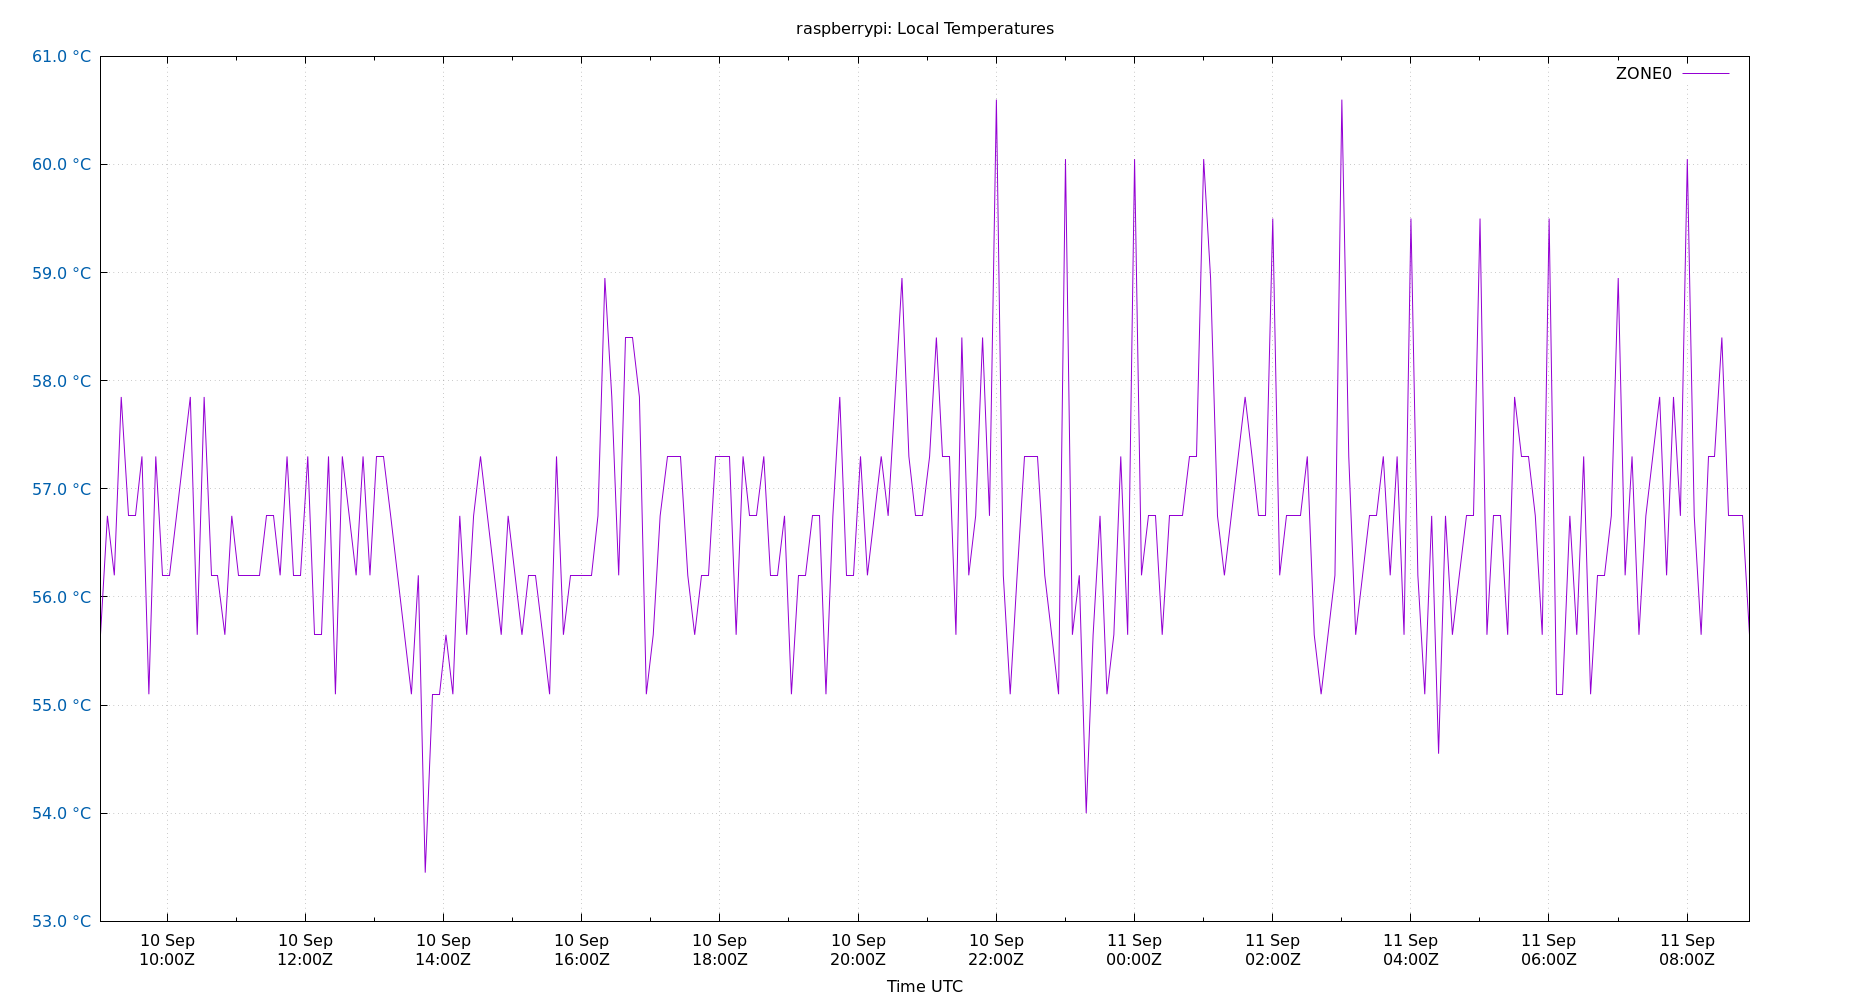 raspberrypi: Local Temperatures
61.0 °C
60.0 °C
59.0 °C
58.0 °C
57.0 °C
56.0 °C
55.0 °C
54.0 °C
53.0 °C
ZONE0
10 Sep 10 Sep 10 Sep 10 Sep 10 Sep 10 Sep 10 Sep 11 Sep 11 Sep 11 Sep 11 Sep 11 Sep
10:00Z 12:00Z 14:00Z 16:00Z 18:00Z 20:00Z 22:00Z 00:00Z 02:00Z 04:00Z 06:00Z 08:00Z
Time UTC